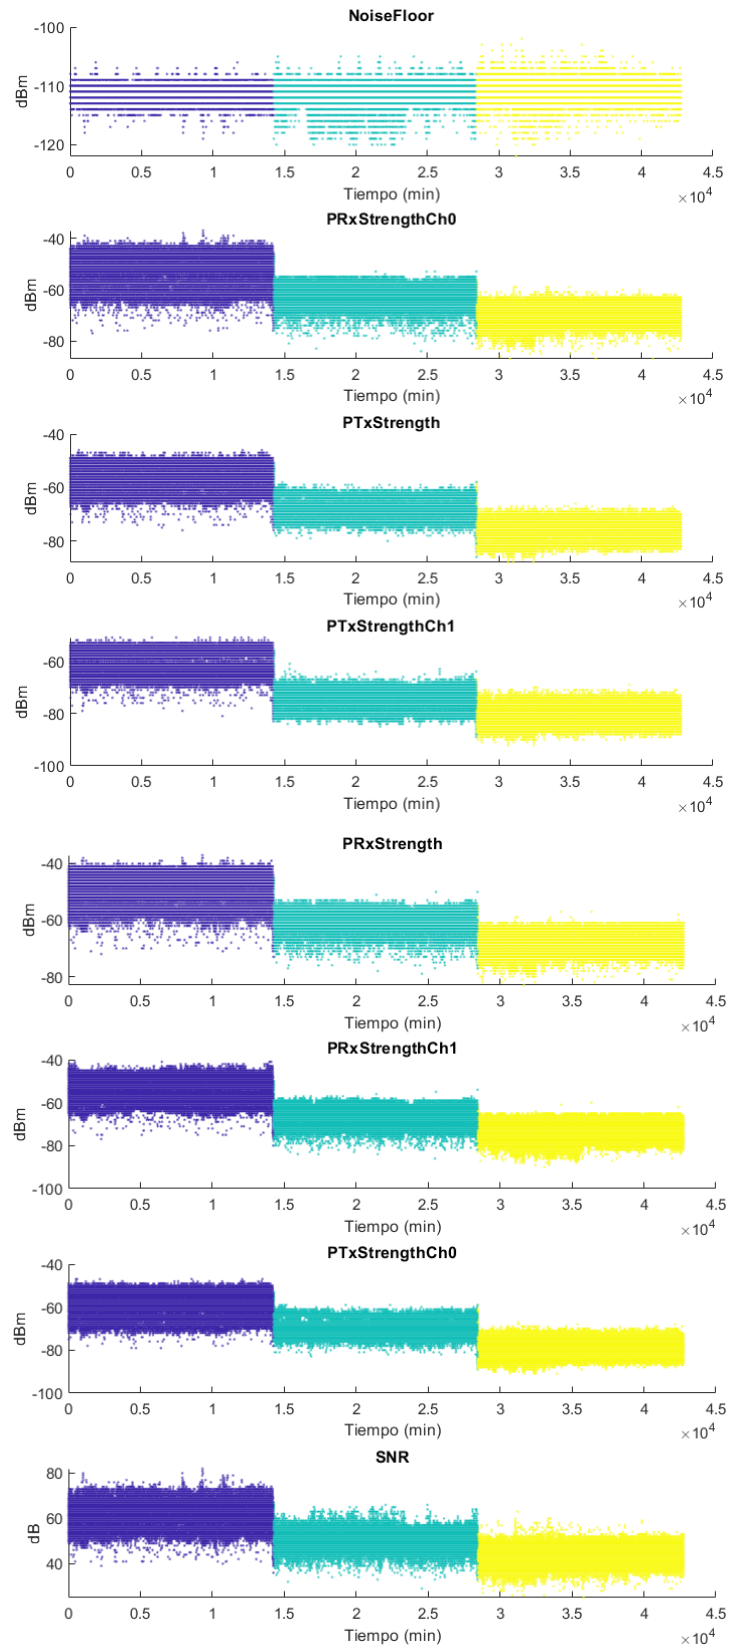 NoiseFloor
-100
-110
-120
dBm
0 0.5 1 1.5 2 2.5 3 3.5 4 4.5
Tiempo (min)
×10^4
PRxStrengthCh0
-40
-60
-80
dBm
0 0.5 1 1.5 2 2.5 3 3.5 4 4.5
Tiempo (min)
×10^4
PTxStrength
-40
-60
-80
dBm
0 0.5 1 1.5 2 2.5 3 3.5 4 4.5
Tiempo (min)
×10^4
PTxStrengthCh1
-60
-80
-100
dBm
0 0.5 1 1.5 2 2.5 3 3.5 4 4.5
Tiempo (min)
×10^4
PRxStrength
-40
-60
-80
dBm
0 0.5 1 1.5 2 2.5 3 3.5 4 4.5
Tiempo (min)
×10^4
PRxStrengthCh1
-40
-60
-80
-100
dBm
0 0.5 1 1.5 2 2.5 3 3.5 4 4.5
Tiempo (min)
×10^4
PTxStrengthCh0
-40
-60
-80
-100
dBm
0 0.5 1 1.5 2 2.5 3 3.5 4 4.5
Tiempo (min)
×10^4
SNR
80
60
40
dB
0 0.5 1 1.5 2 2.5 3 3.5 4 4.5
Tiempo (min)
×10^4